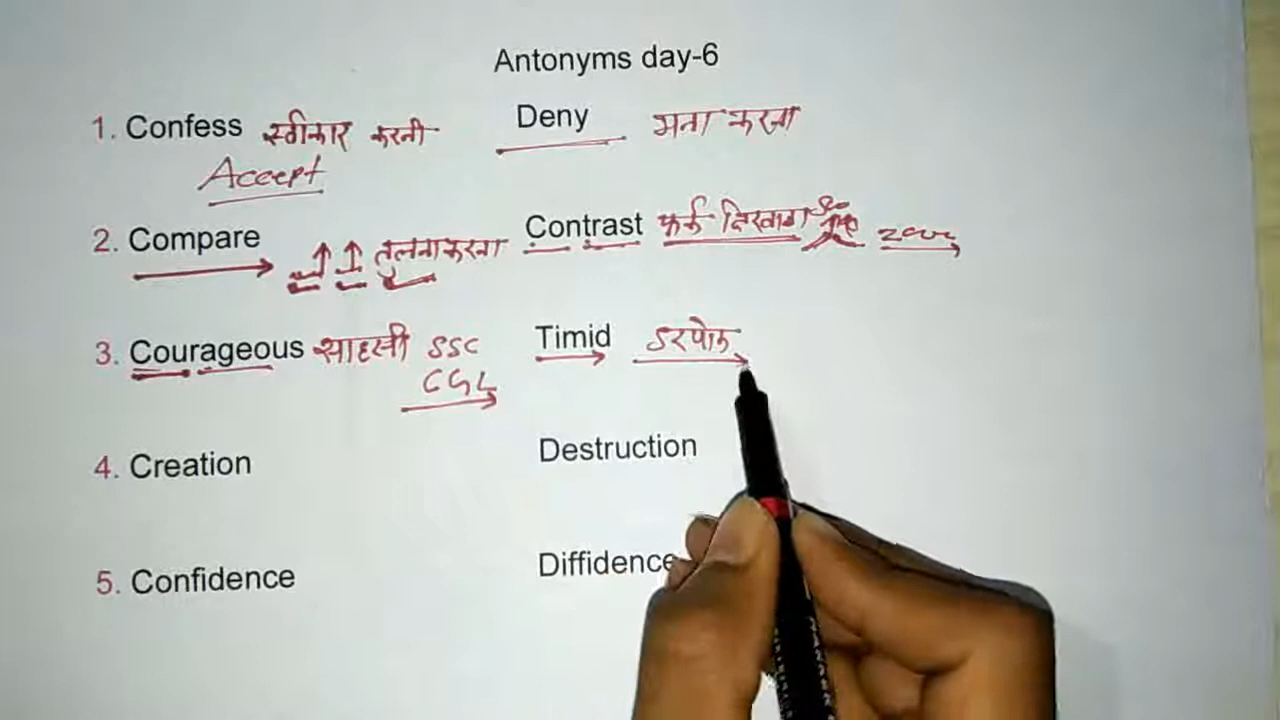 Antonyms day-6
1. Confess स्वीकार करनी Deny मना करना
Accept
2. Compare तुलना करना Contrast फर्क दिखाना
3. Courageous साहसी SSC Timid डरपोक
CGL
4. Creation Destruction
5. Confidence Diffidence